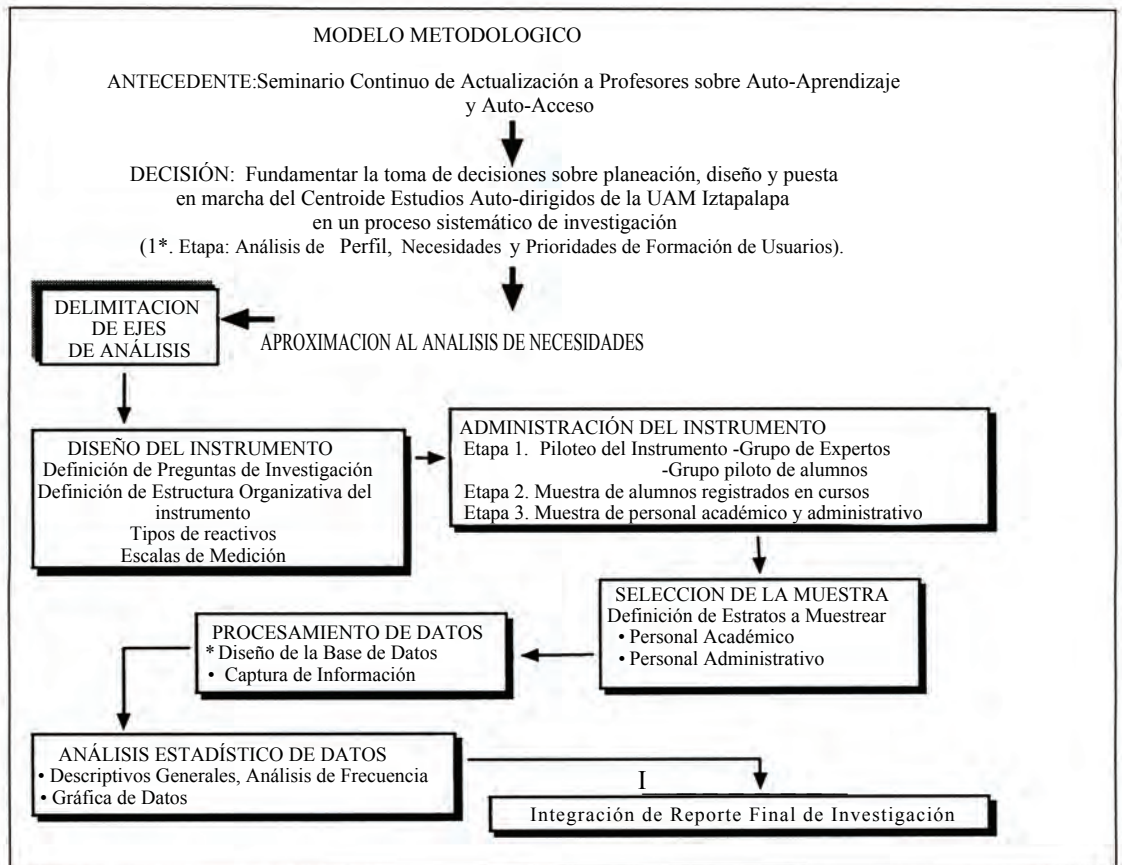 MODELO METODOLOGICO
ANTECEDENTE:Seminario Continuo de Actualización a Profesores sobre Auto-Aprendizaje
y Auto-Acceso
DECISIÓN: Fundamentar la toma de decisiones sobre planeación, diseño y puesta
en marcha del Centroide Estudios Auto-dirigidos de la UAM Iztapalapa
en un proceso sistemático de investigación
(1*. Etapa: Análisis de Perfil, Necesidades y Prioridades de Formación de Usuarios).
DELIMITACION
DE EJES
DE ANÁLISIS
APROXIMACION AL ANALISIS DE NECESIDADES
DISEÑO DEL INSTRUMENTO
Definición de Preguntas de Investigación
Definición de Estructura Organizativa del
instrumento
Tipos de reactivos
Escalas de Medición
ADMINISTRACIÓN DEL INSTRUMENTO
Etapa 1. Piloteo del Instrumento -Grupo de Expertos
-Grupo piloto de alumnos
Etapa 2. Muestra de alumnos registrados en cursos
Etapa 3. Muestra de personal académico y administrativo
SELECCION DE LA MUESTRA
Definición de Estratos a Muestrear
• Personal Académico
• Personal Administrativo
PROCESAMIENTO DE DATOS
* Diseño de la Base de Datos
• Captura de Información
ANÁLISIS ESTADÍSTICO DE DATOS
• Descriptivos Generales, Análisis de Frecuencia
• Gráfica de Datos
I
Integración de Reporte Final de Investigación